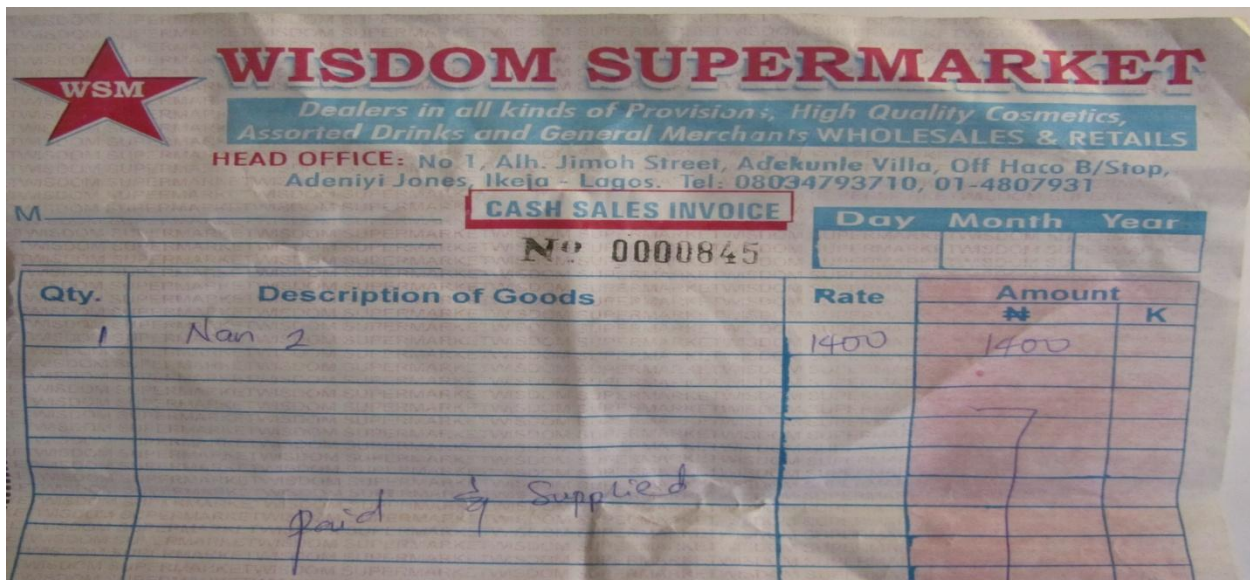 WSM
WISDOM SUPERMARKET
Dealers in all kinds of Provisions, High Quality Cosmetics,
Assorted Drinks and General Merchants WHOLESALES & RETAILS
HEAD OFFICE: No 1, Alh. Jimoh Street, Adekunle Villa, Off Haco B/Stop,
Adeniyi Jones, Ikeja - Lagos. Tel: 08034793710, 01-4807931
CASH SALES INVOICE
M
Day Month Year
Nº 0000845
Qty. Description of Goods Rate Amount
₦ K
1 Nan 2 1400 1400
Paid & Supplied